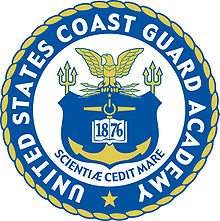 UNITED STATES COAST GUARD ACADEMY
1876
SCIENTIÆ CEDIT MARE